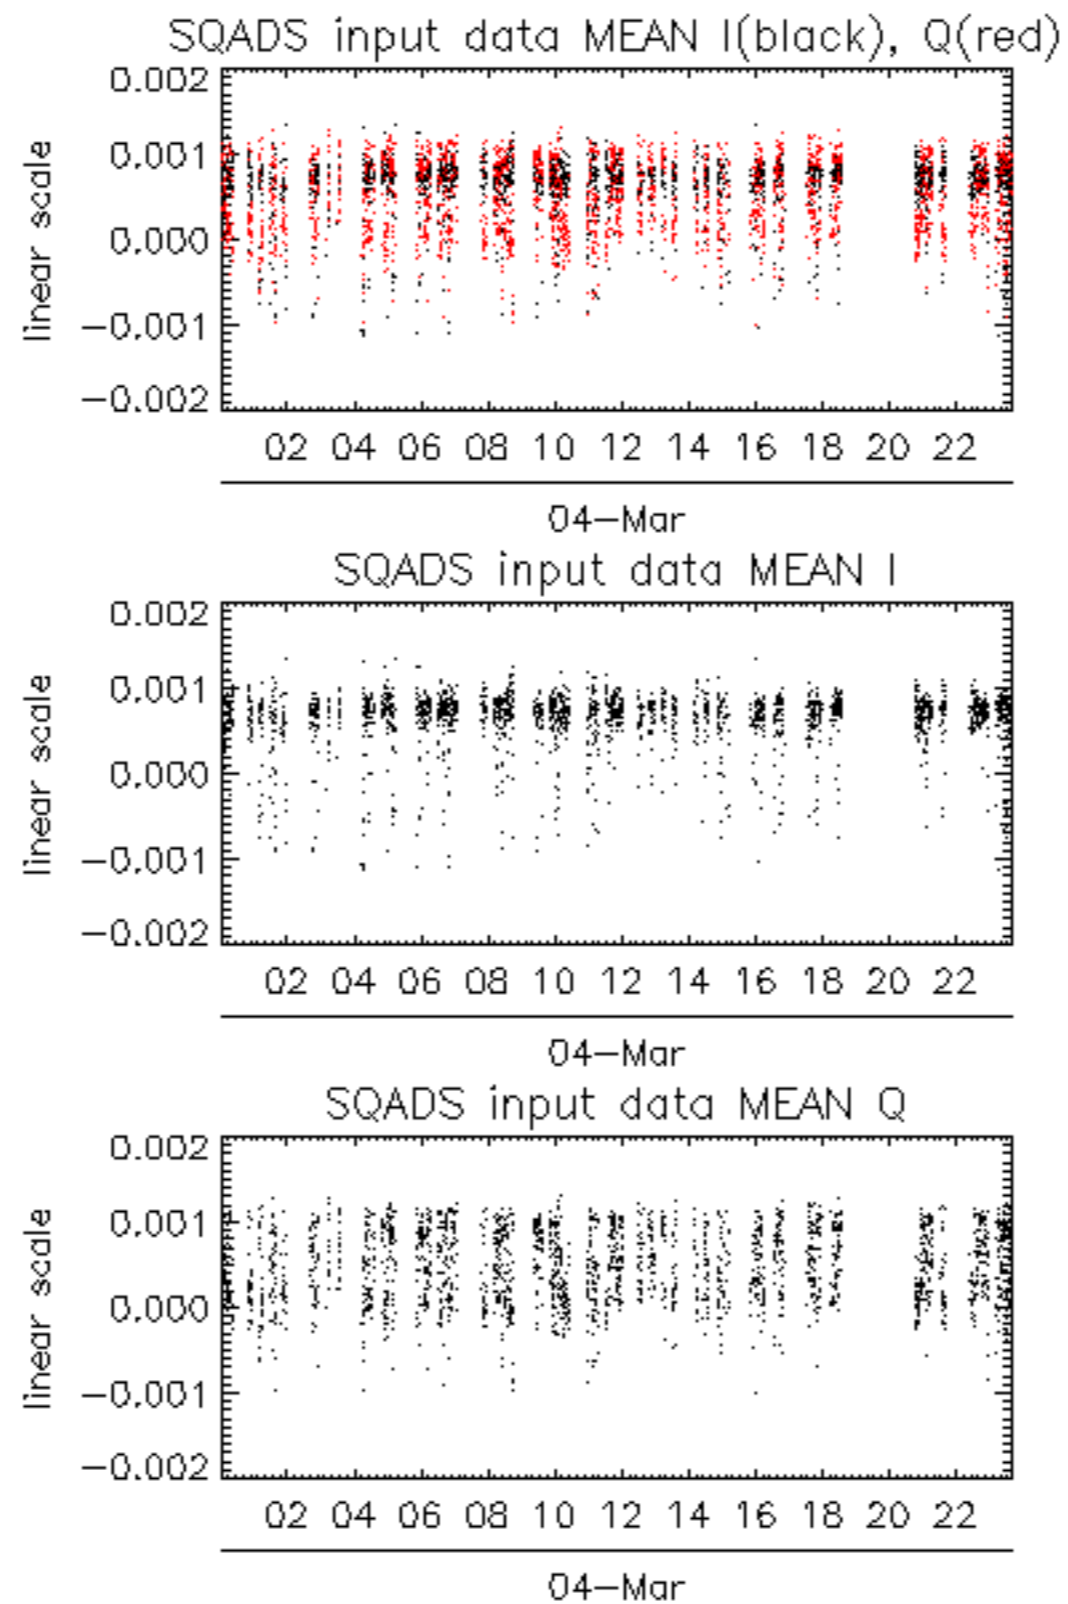 SQADS input data MEAN I(black), Q(red)
0.002
0.001
0.000
−0.001
−0.002
linear scale
02 04 06 08 10 12 14 16 18 20 22
04−Mar
SQADS input data MEAN I
0.002
0.001
0.000
−0.001
−0.002
linear scale
02 04 06 08 10 12 14 16 18 20 22
04−Mar
SQADS input data MEAN Q
0.002
0.001
0.000
−0.001
−0.002
linear scale
02 04 06 08 10 12 14 16 18 20 22
04−Mar